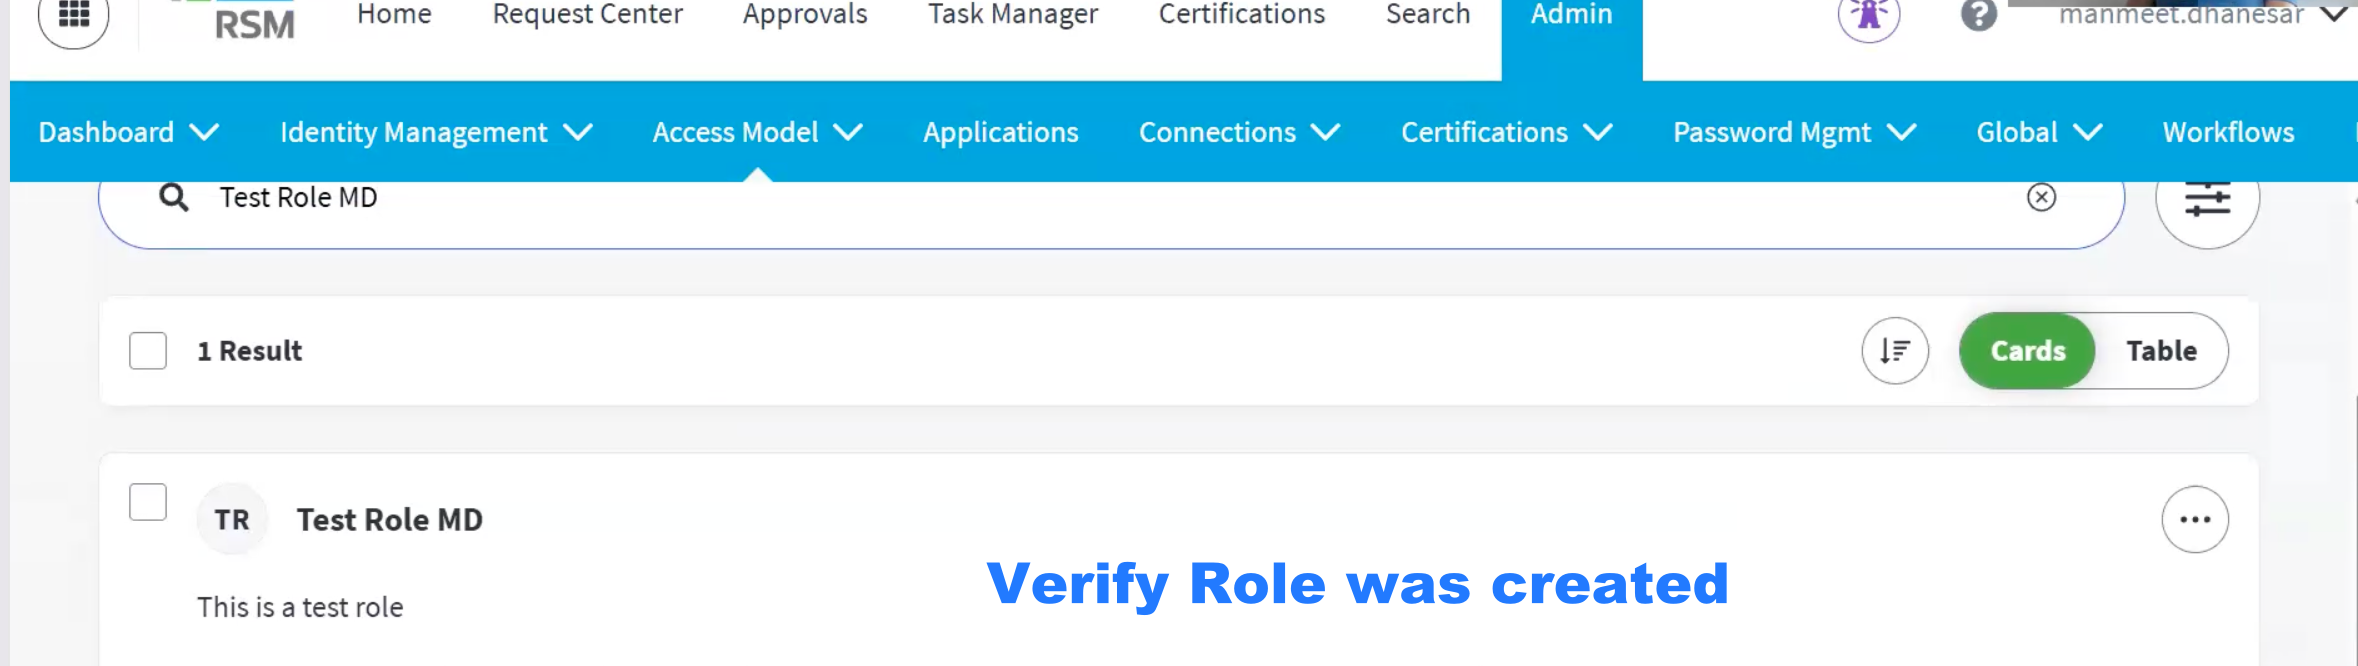 RSM
Home Request Center Approvals Task Manager Certifications Search Admin manmeet.dhanesar
Dashboard Identity Management Access Model Applications Connections Certifications Password Mgmt Global Workflows
Test Role MD
1 Result Cards Table
TR Test Role MD
Verify Role was created
This is a test role